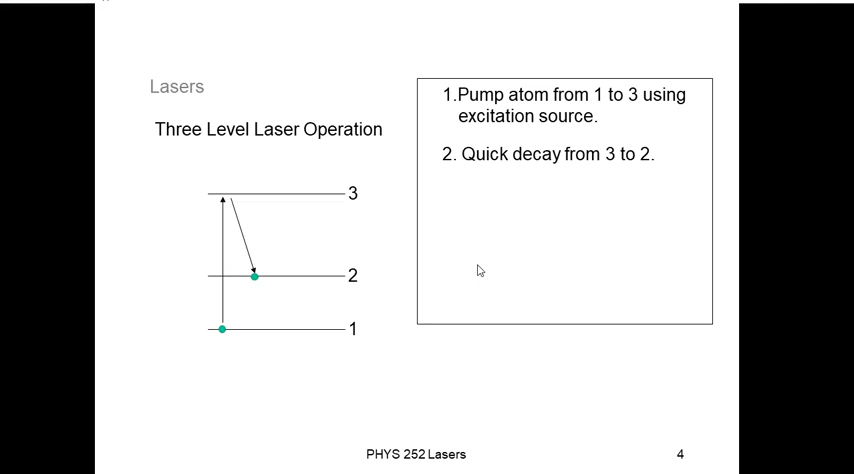 Lasers
Three Level Laser Operation
3
2
1
1.Pump atom from 1 to 3 using
excitation source.
2. Quick decay from 3 to 2.
PHYS 252 Lasers
4